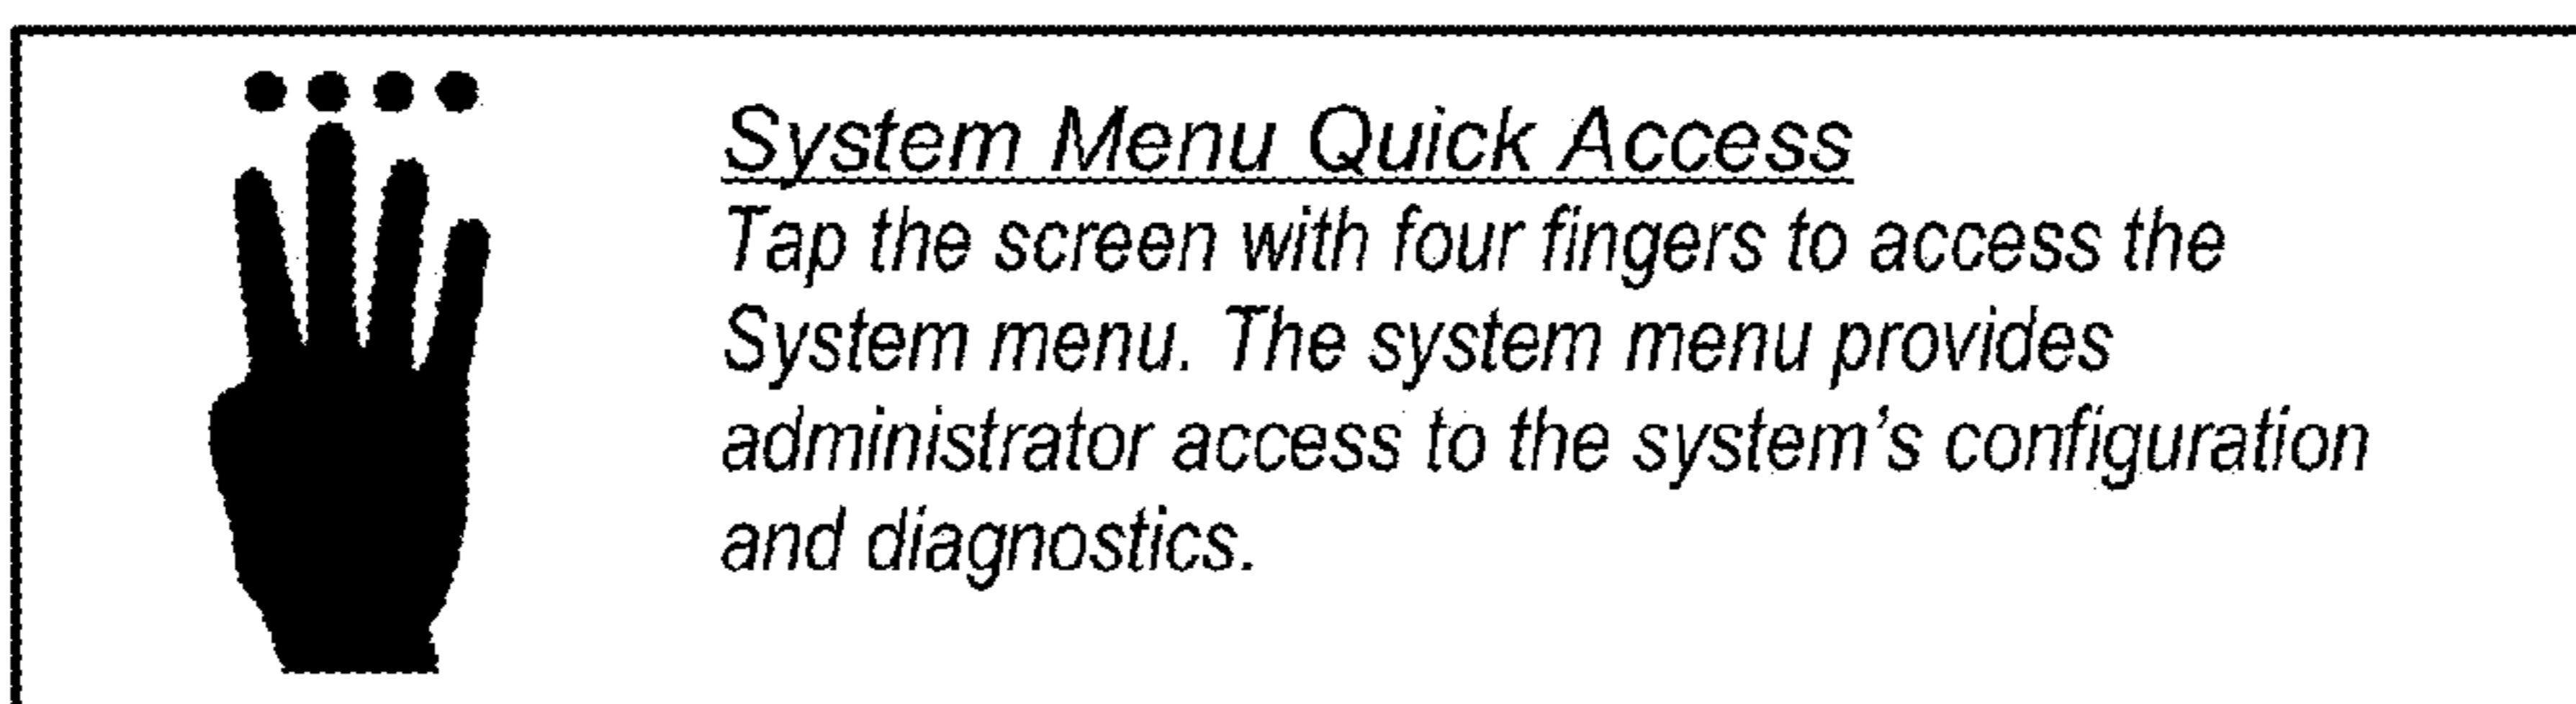 System Menu Quick Access
Tap the screen with four fingers to access the
System menu. The system menu provides
administrator access to the system's configuration
and diagnostics.